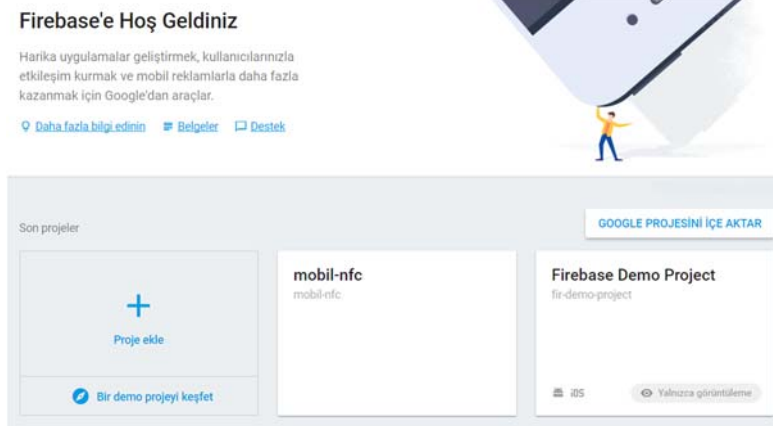 Firebase'e Hoş Geldiniz
Harika uygulamalar geliştirmek, kullanıcılarınızla
etkileşim kurmak ve mobil reklamlarla daha fazla
kazanmak için Google'dan araçlar.
Daha fazla bilgi edinin Belgeler Destek
Son projeler
GOOGLE PROJESİNİ İÇE AKTAR
Proje ekle
Bir demo projeyi keşfet
mobil-nfc
mobil-nfc
Firebase Demo Project
fir-demo-project
iOS Yalnızca görüntüleme